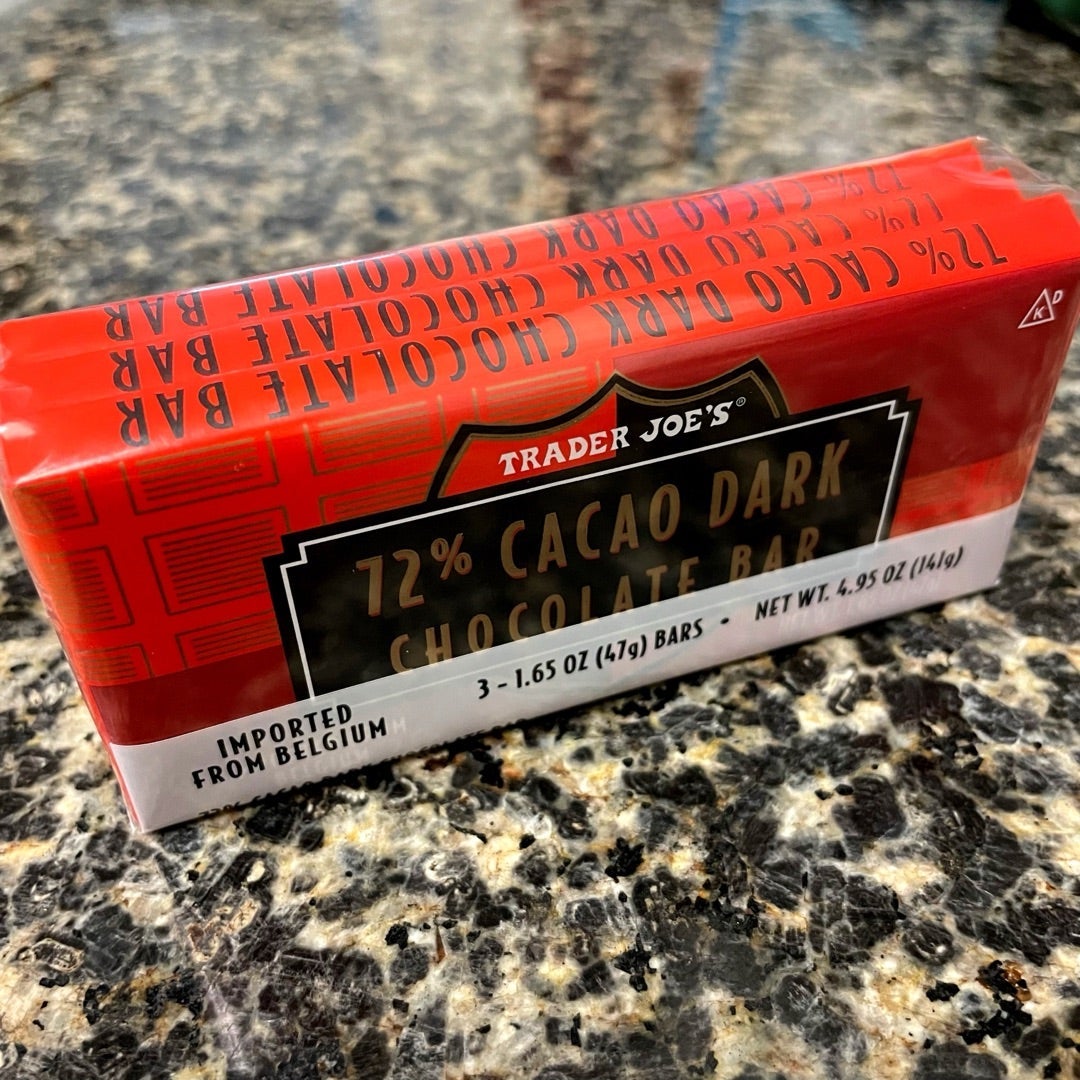 72% CACAO DARK CHOCOLATE BAR
72% CACAO DARK CHOCOLATE BAR
72% CACAO DARK CHOCOLATE BAR
K D
TRADER JOE'S®
72% CACAO DARK
CHOCOLATE BAR
3 - 1.65 OZ (47g) BARS • NET WT. 4.95 OZ (141g)
IMPORTED
FROM BELGIUM